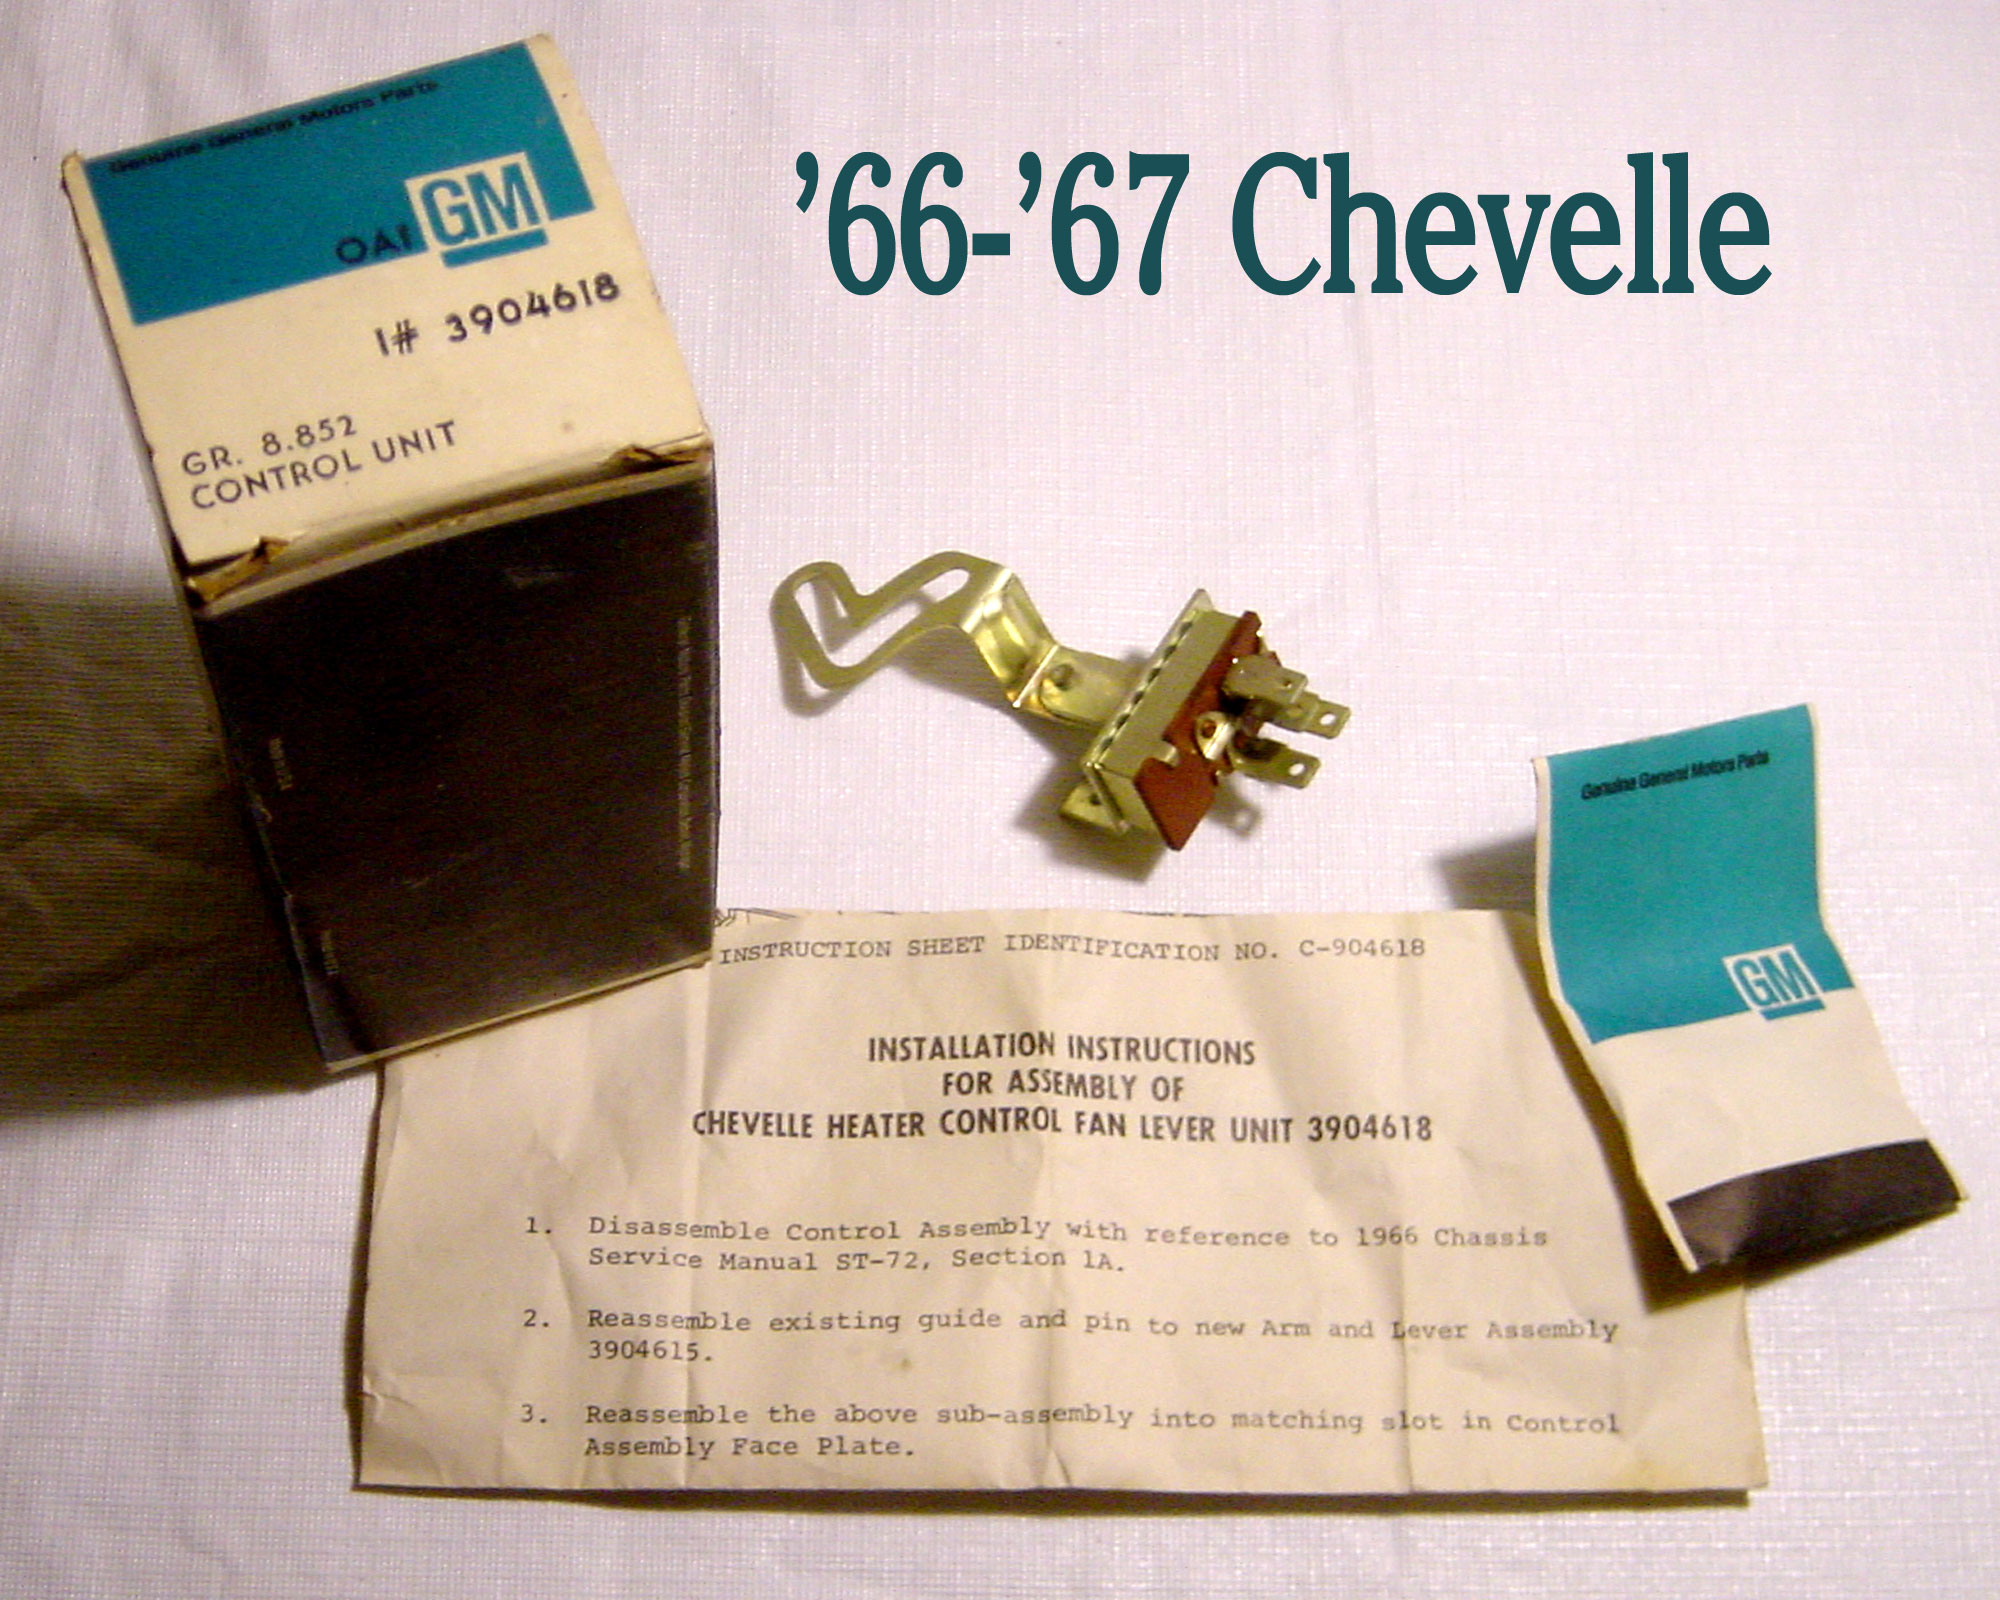 Genuine General Motors Parts
OAI GM
1# 3904618
GR. 8.852
CONTROL UNIT
'66-'67 Chevelle
Genuine General Motors Parts
GM
INSTRUCTION SHEET IDENTIFICATION NO. C-904618
INSTALLATION INSTRUCTIONS
FOR ASSEMBLY OF
CHEVELLE HEATER CONTROL FAN LEVER UNIT 3904618
1. Disassemble Control Assembly with reference to 1966 Chassis
Service Manual ST-72, Section 1A.
2. Reassemble existing guide and pin to new Arm and Lever Assembly
3904615.
3. Reassemble the above sub-assembly into matching slot in Control
Assembly Face Plate.